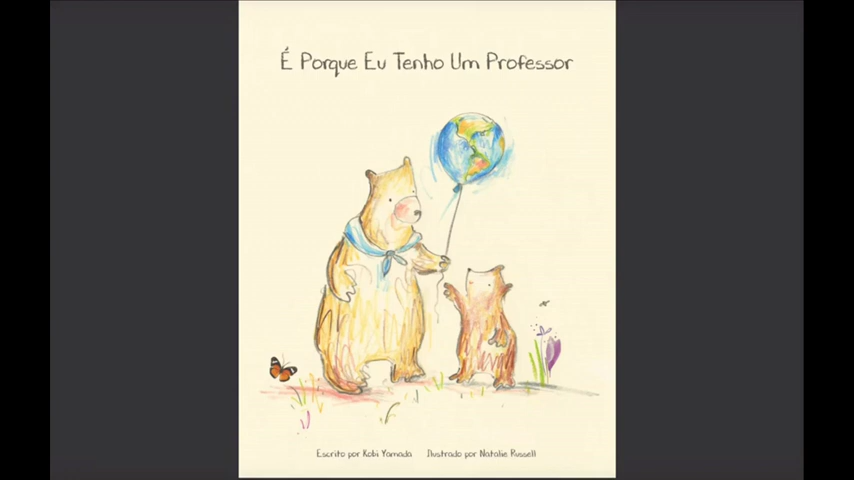 É Porque Eu Tenho Um Professor
Escrito por Kobi Yamada Ilustrado por Natalie Russell